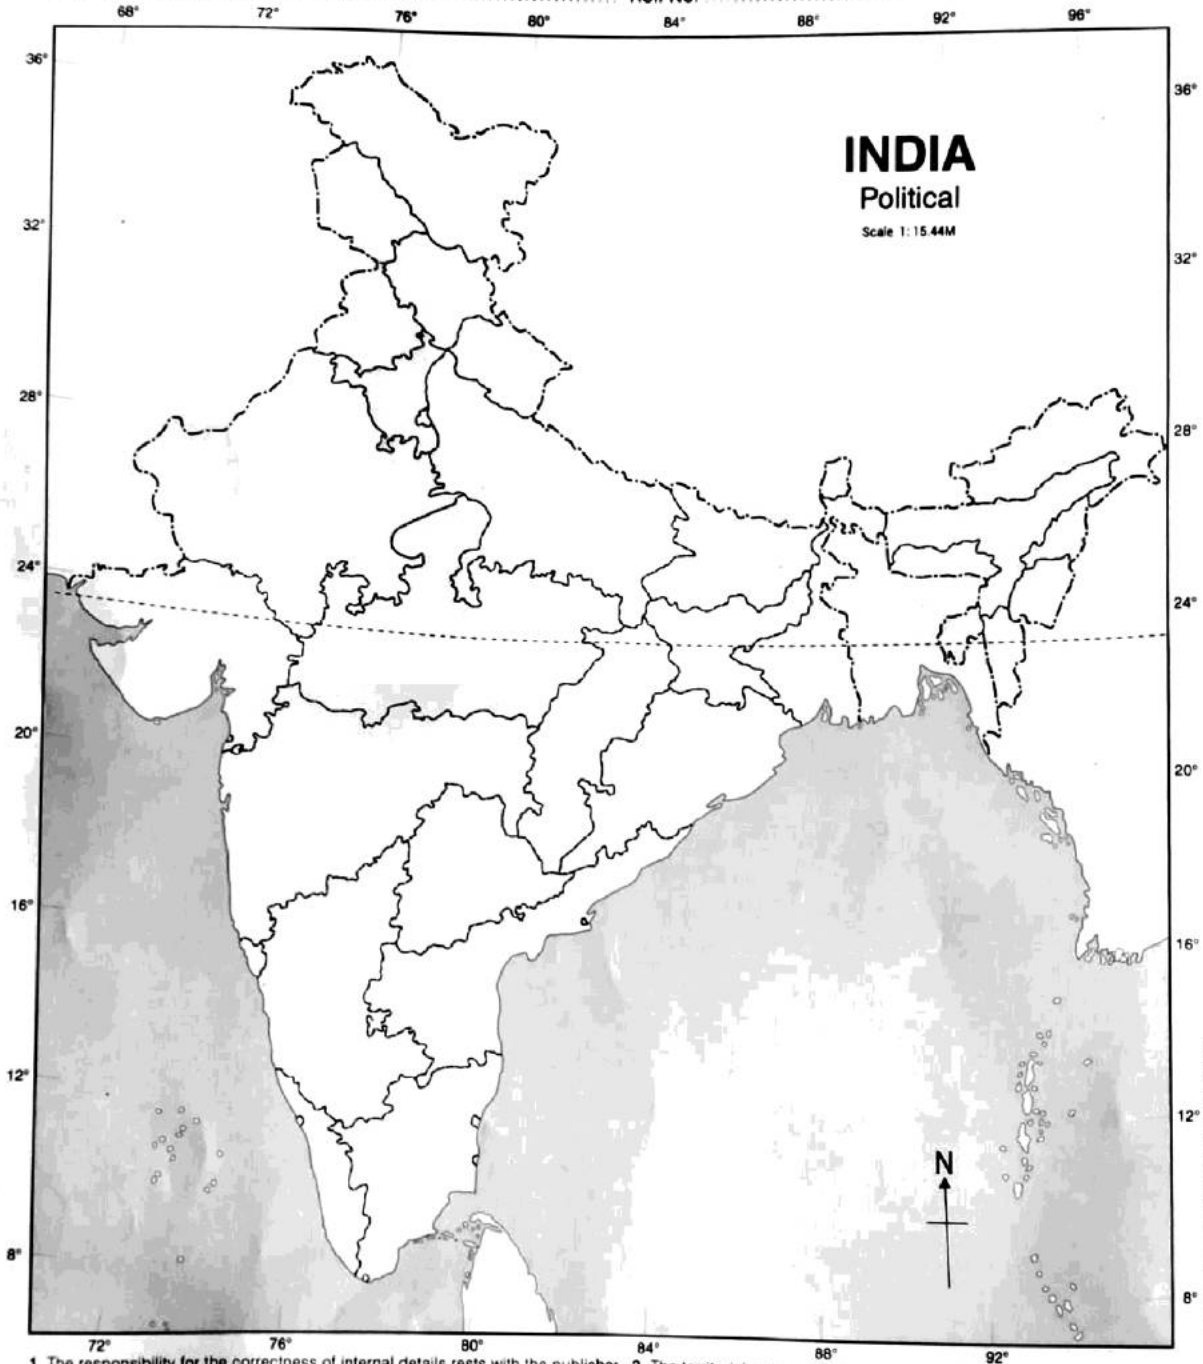 68° 72° 76° 80° 84° 88° 92° 96°
36° 36°
INDIA
Political
Scale 1:15.44M
32° 32°
28° 28°
24° 24°
20° 20°
16° 16°
12° 12°
N
8° 8°
72° 76° 80° 84° 88° 92°
1. The responsibility for the correctness of internal details rests with the publisher. 2. The